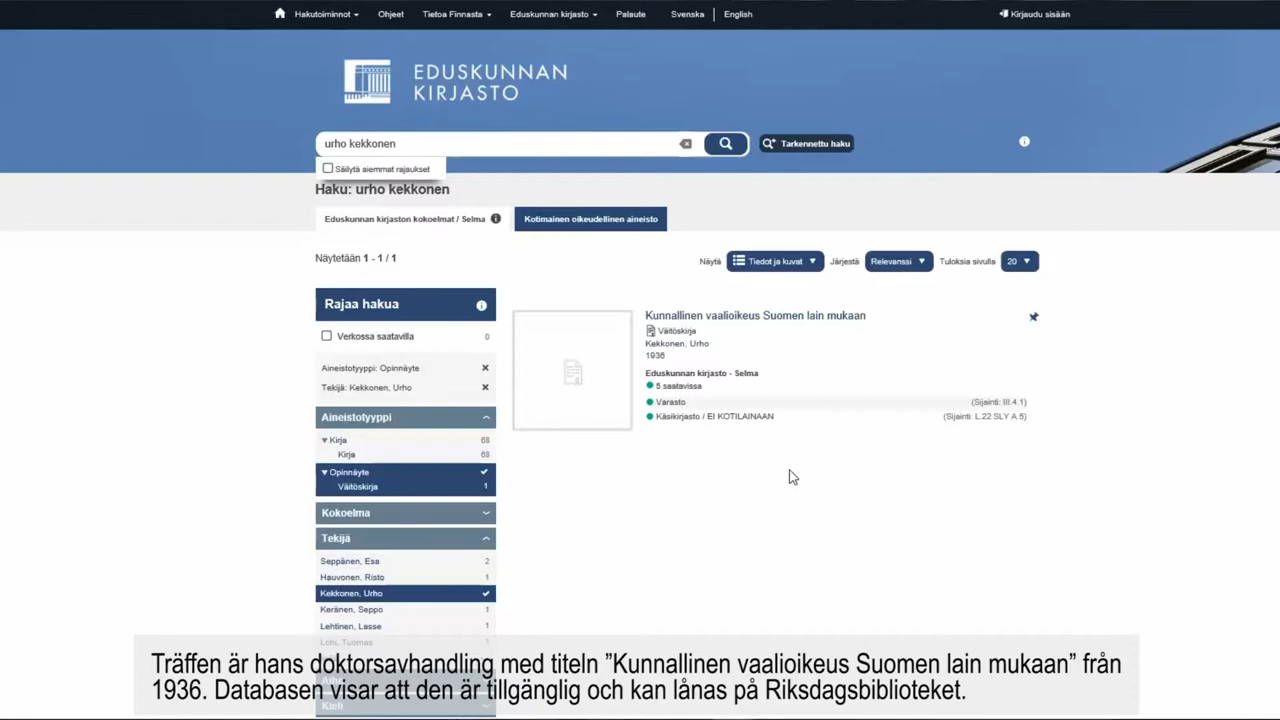 Hakutoiminnot
Ohjeet
Tietoa Finnasta
Eduskunnan kirjasto
Palaute
Svenska
English
Kirjaudu sisään
EDUSKUNNAN
KIRJASTO
urho kekkonen
Tarkennettu haku
Säilytä aiemmat rajaukset
Haku: urho kekkonen
Eduskunnan kirjaston kokoelmat / Selma
Kotimainen oikeudellinen aineisto
Näytetään 1 - 1 / 1
Näytä
Tiedot ja kuvat
Järjestä
Relevanssi
Tuloksia sivulla
20
Rajaa hakua
Verkossa saatavilla 0
Aineistotyyppi: Opinnäyte
Tekijä: Kekkonen, Urho
Aineistotyyppi
Kirja 68
Kirja 68
Opinnäyte
Väitöskirja 1
Kokoelma
Tekijä
Seppänen, Esa 2
Hauvonen, Risto 1
Kekkonen, Urho
Keränen, Seppo 1
Lehtinen, Lasse 1
Tuomas 1
Kieli
Kunnallinen vaalioikeus Suomen lain mukaan
Väitöskirja
Kekkonen, Urho
1936
Eduskunnan kirjasto - Selma
5 saatavissa
Varasto (Sijainti: III.4.1)
Käsikirjasto / EI KOTILAINAAN (Sijainti: L.22 SLY A 5)
Träffen är hans doktorsavhandling med titeln ”Kunnallinen vaalioikeus Suomen lain mukaan” från
1936. Databasen visar att den är tillgänglig och kan lånas på Riksdagsbiblioteket.